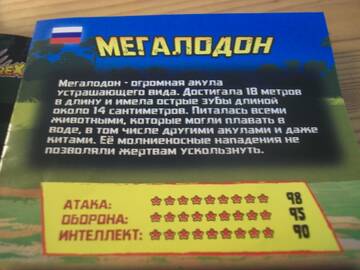 МЕГАЛОДОН
Мегалодон - огромная акула
устрашающего вида. Достигала 18 метров
в длину и имела острые зубы длиной
около 14 сантиметров. Питалась всеми
животными, которые могли плавать в
воде, в том числе другими акулами и даже
китами. Её молниеносные нападения не
позволяли жертвам ускользнуть.
АТАКА: 98
ОБОРОНА: 95
ИНТЕЛЛЕКТ: 90